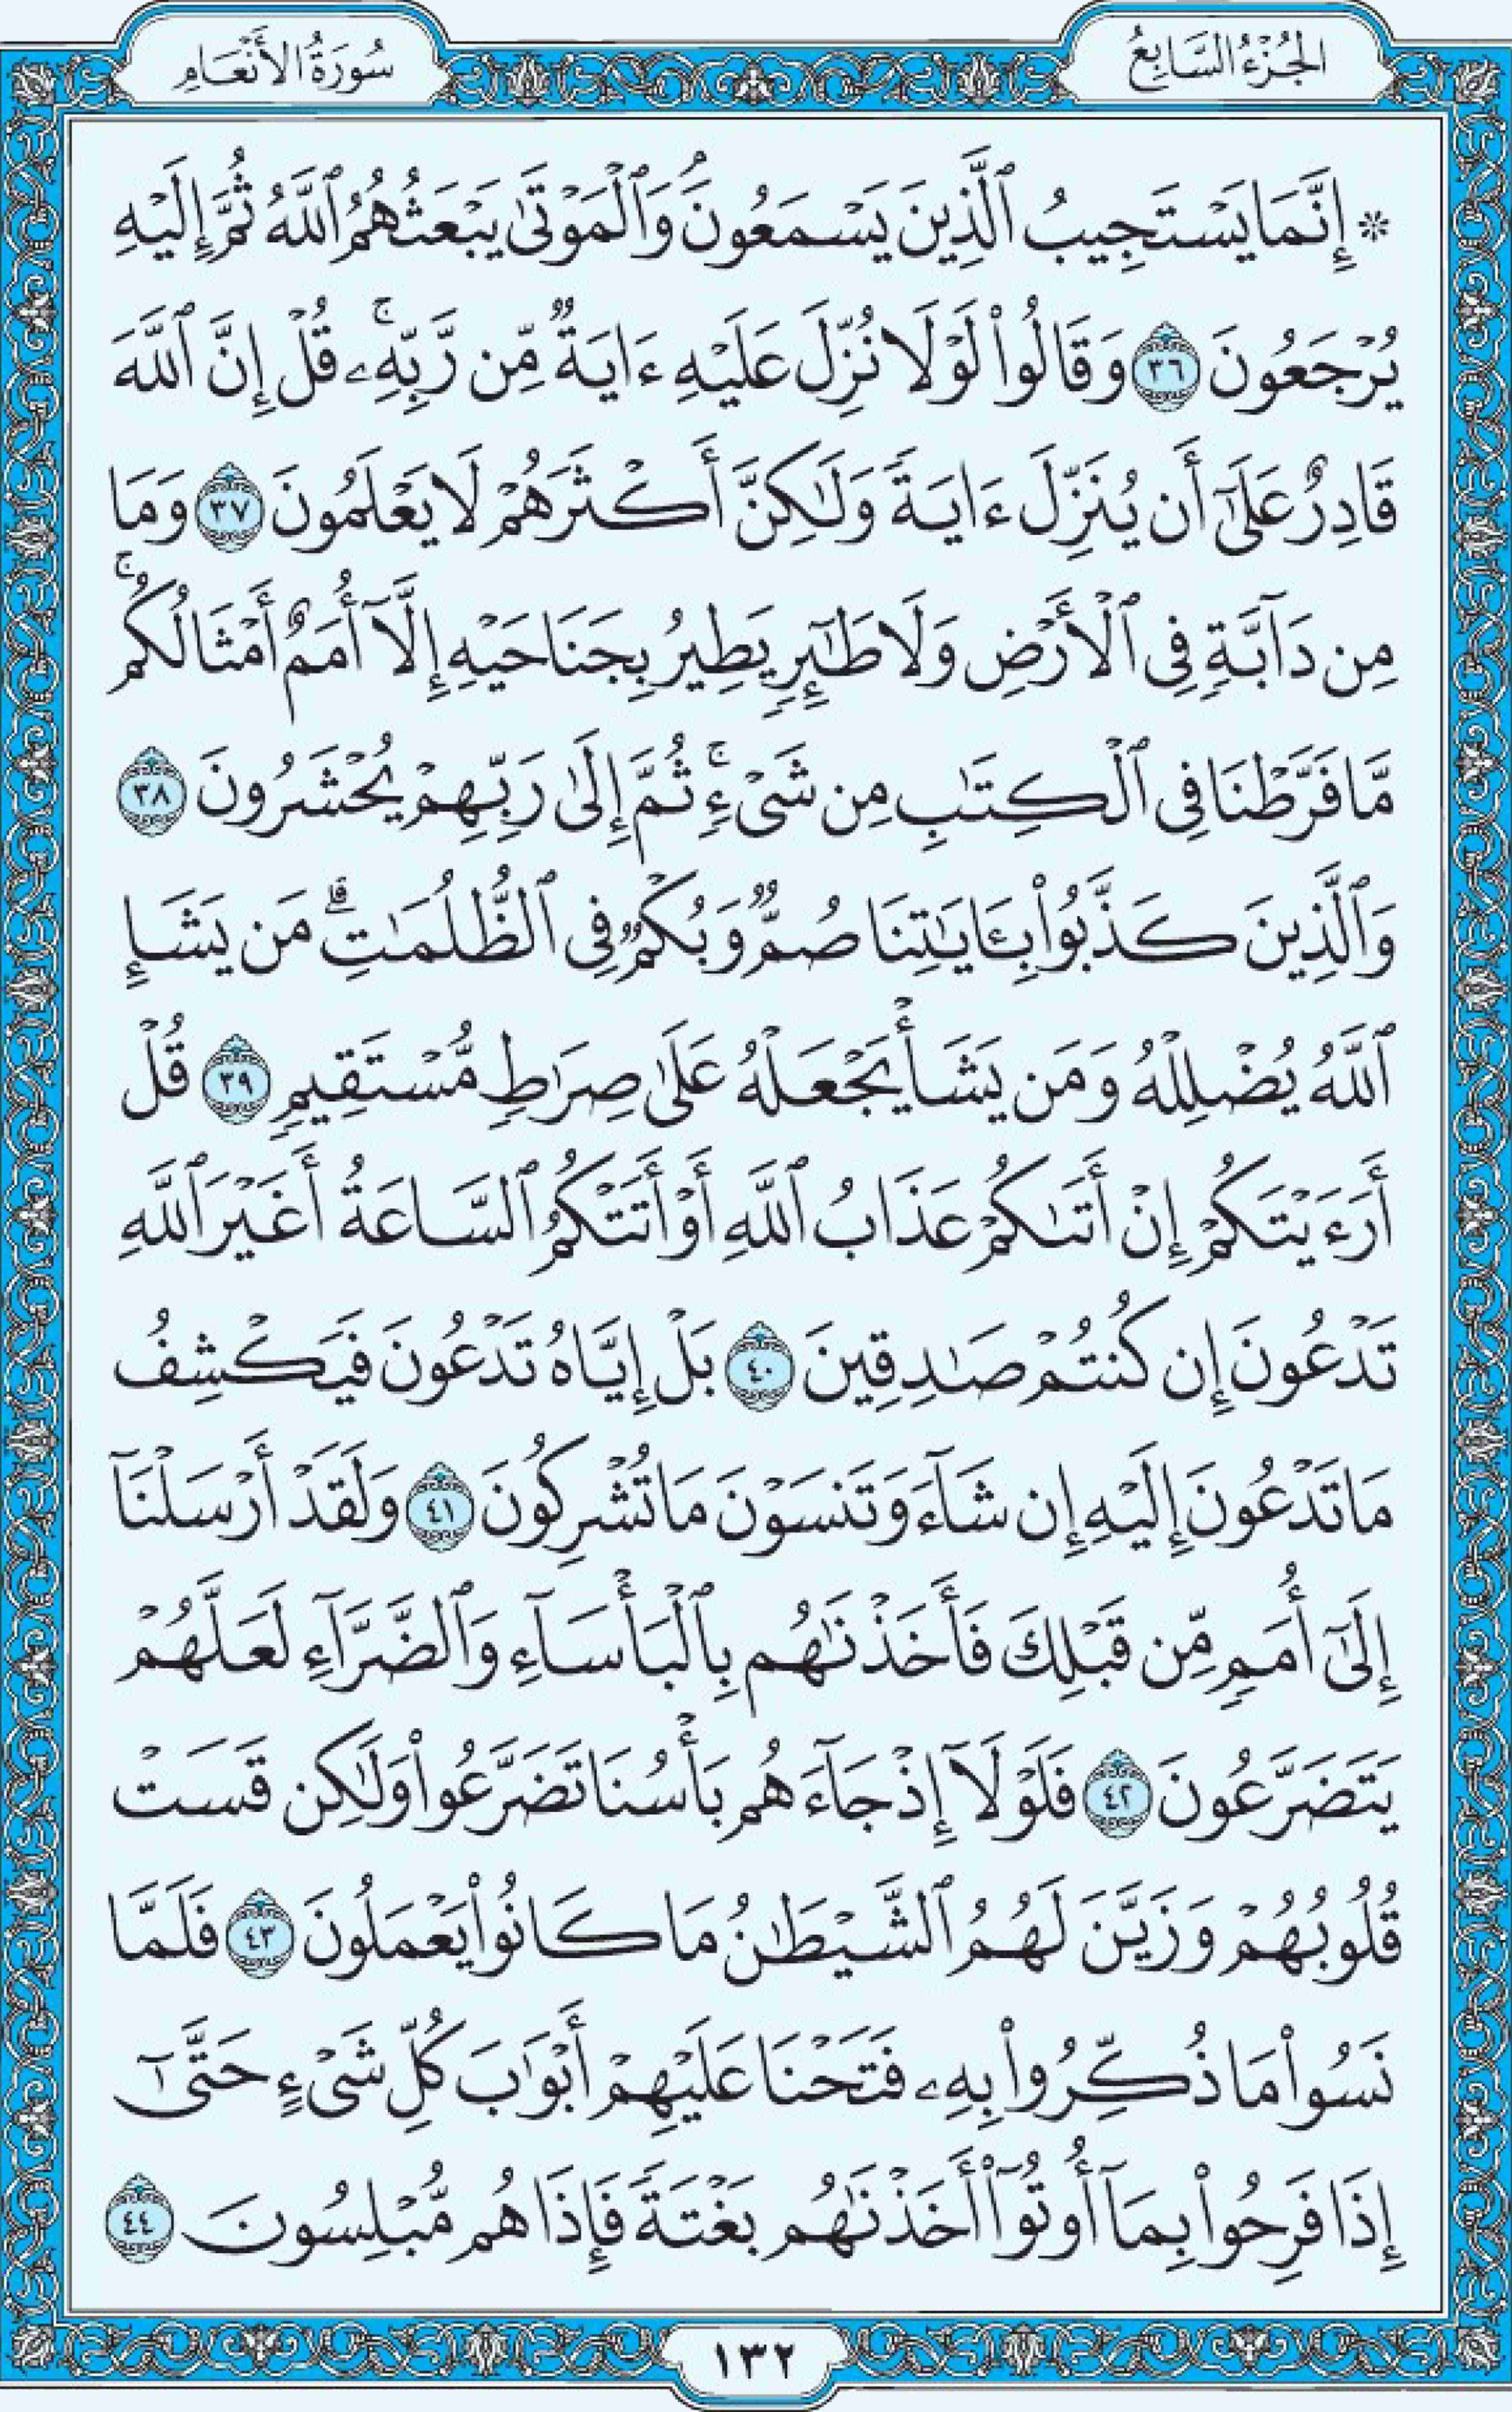 الجُزْءُ السَّابِعُ
سُورَةُ الأَنْعَامِ
۞ إِنَّمَا يَسْتَجِيبُ ٱلَّذِينَ يَسْمَعُونَۘ وَٱلْمَوْتَىٰ يَبْعَثُهُمُ ٱللَّهُ ثُمَّ إِلَيْهِ
يُرْجَعُونَ ٣٦ وَقَالُوا۟ لَوْلَا نُزِّلَ عَلَيْهِ ءَايَةٌ مِّن رَّبِّهِۦۚ قُلْ إِنَّ ٱللَّهَ
قَادِرٌ عَلَىٰٓ أَن يُنَزِّلَ ءَايَةً وَلَٰكِنَّ أَكْثَرَهُمْ لَا يَعْلَمُونَ ٣٧ وَمَا
مِن دَآبَّةٍ فِى ٱلْأَرْضِ وَلَا طَٰٓئِرٍ يَطِيرُ بِجَنَاحَيْهِ إِلَّآ أُمَمٌ أَمْثَالُكُمۚ
مَّا فَرَّطْنَا فِى ٱلْكِتَٰبِ مِن شَىْءٍۚ ثُمَّ إِلَىٰ رَبِّهِمْ يُحْشَرُونَ ٣٨
وَٱلَّذِينَ كَذَّبُوا۟ بِـَٔايَٰتِنَا صُمٌّ وَبُكْمٌ فِى ٱلظُّلُمَٰتِۗ مَن يَشَإِ
ٱللَّهُ يُضْلِلْهُ وَمَن يَشَأْ يَجْعَلْهُ عَلَىٰ صِرَٰطٍ مُّسْتَقِيمٍ ٣٩ قُلْ
أَرَءَيْتَكُمْ إِنْ أَتَىٰكُمْ عَذَابُ ٱللَّهِ أَوْ أَتَتْكُمُ ٱلسَّاعَةُ أَغَيْرَ ٱللَّهِ
تَدْعُونَ إِن كُنتُمْ صَٰدِقِينَ ٤٠ بَلْ إِيَّاهُ تَدْعُونَ فَيَكْشِفُ
مَا تَدْعُونَ إِلَيْهِ إِن شَآءَ وَتَنسَوْنَ مَا تُشْرِكُونَ ٤١ وَلَقَدْ أَرْسَلْنَآ
إِلَىٰٓ أُمَمٍ مِّن قَبْلِكَ فَأَخَذْنَٰهُم بِٱلْبَأْسَآءِ وَٱلضَّرَّآءِ لَعَلَّهُمْ
يَتَضَرَّعُونَ ٤٢ فَلَوْلَآ إِذْ جَآءَهُم بَأْسُنَا تَضَرَّعُوا۟ وَلَٰكِن قَسَتْ
قُلُوبُهُمْ وَزَيَّنَ لَهُمُ ٱلشَّيْطَٰنُ مَا كَانُوا۟ يَعْمَلُونَ ٤٣ فَلَمَّا
نَسُوا۟ مَا ذُكِّرُوا۟ بِهِۦ فَتَحْنَا عَلَيْهِمْ أَبْوَٰبَ كُلِّ شَىْءٍ حَتَّىٰٓ
إِذَا فَرِحُوا۟ بِمَآ أُوتُوٓا۟ أَخَذْنَٰهُم بَغْتَةً فَإِذَا هُم مُّبْلِسُونَ ٤٤
١٣٢